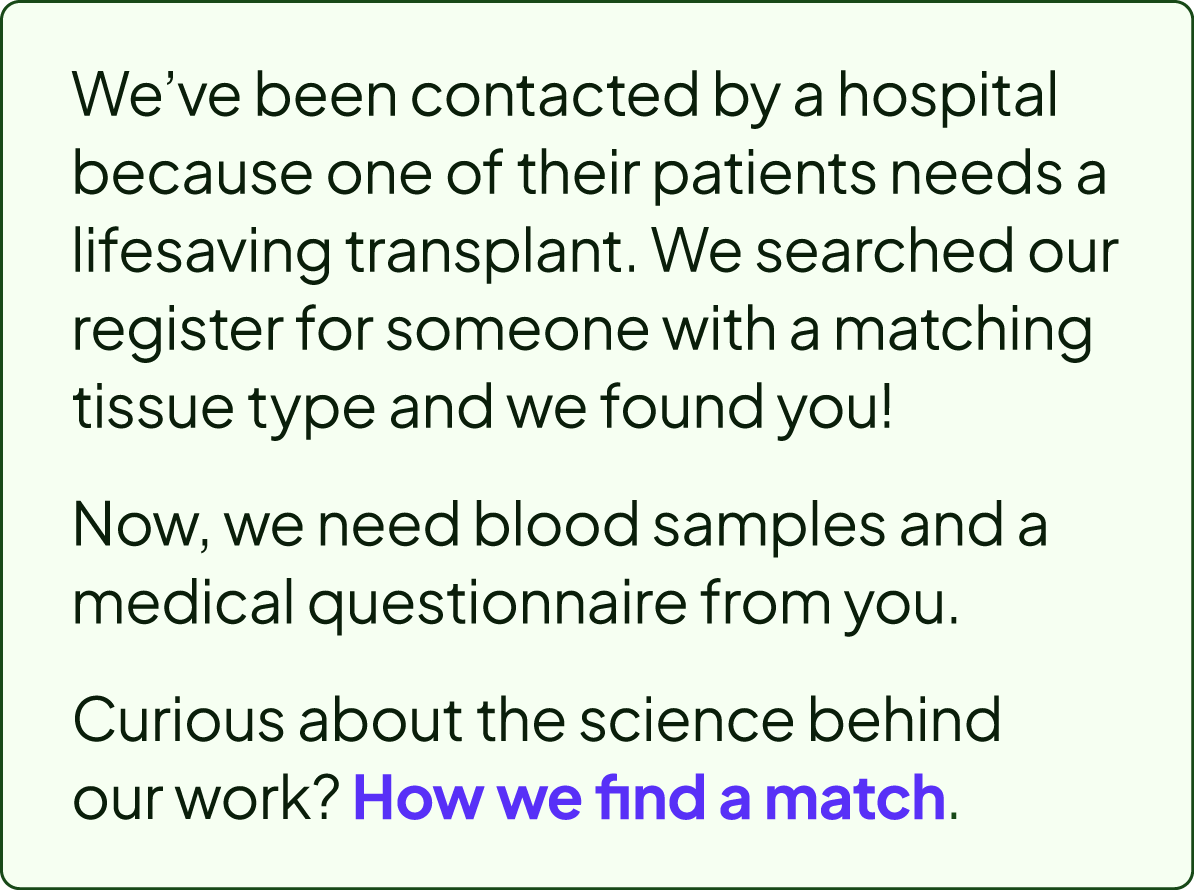 We’ve been contacted by a hospital
because one of their patients needs a
lifesaving transplant. We searched our
register for someone with a matching
tissue type and we found you!
Now, we need blood samples and a
medical questionnaire from you.
Curious about the science behind
our work? How we find a match.